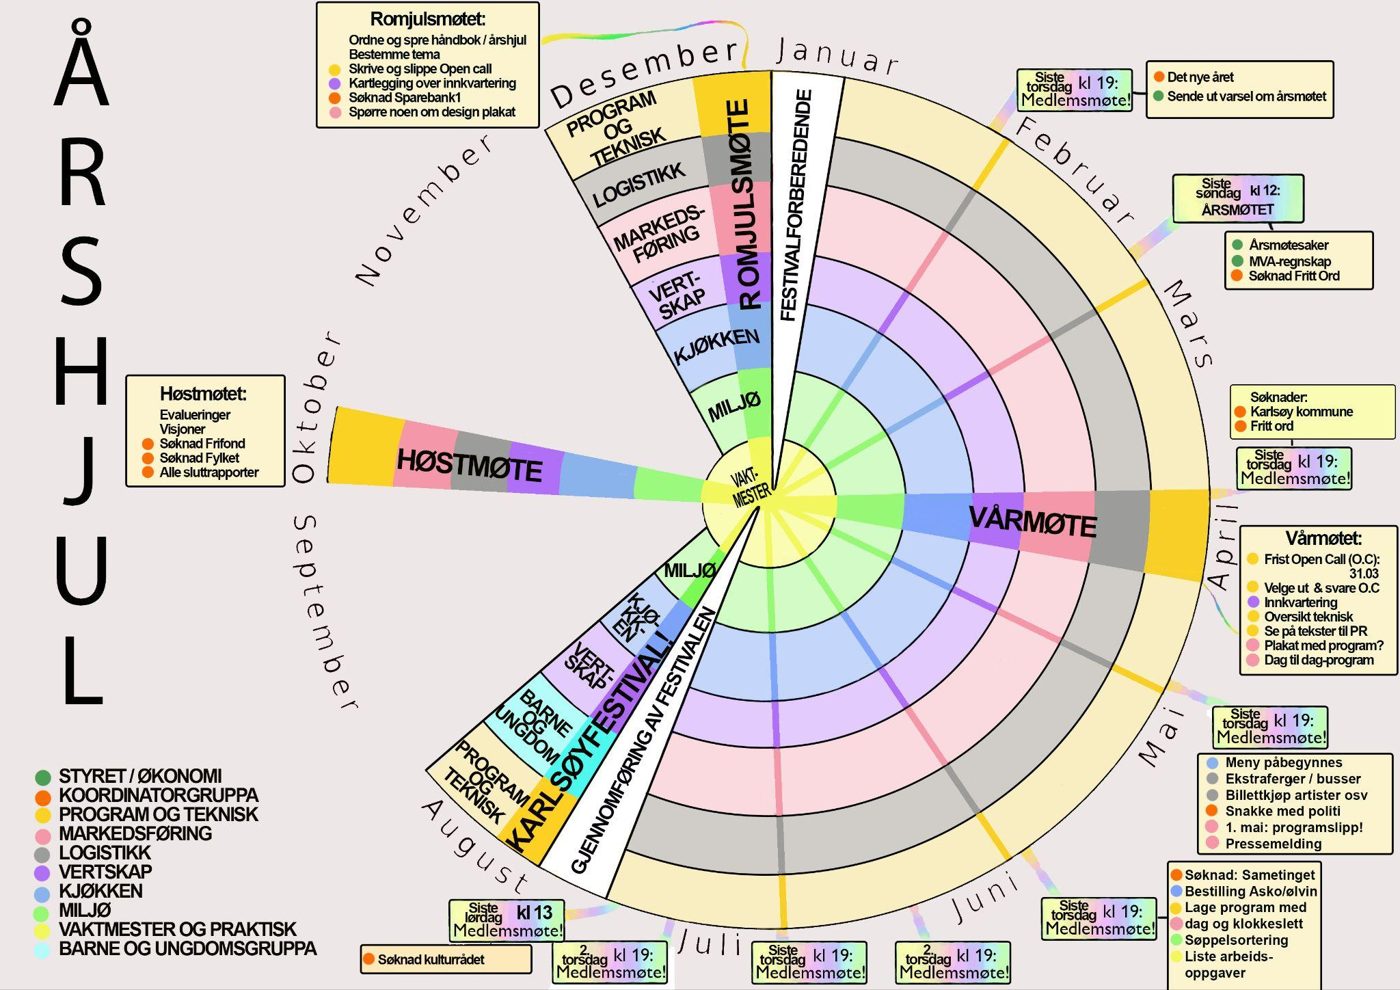 ÅRSHJUL
Romjulsmøtet:
Ordne og spre håndbok / årshjul
Bestemme tema
Skrive og slippe Open call
Kartlegging over innkvartering
Søknad Sparebank1
Spørre noen om design plakat
Desember
Januar
Februar
Mars
April
Mai
Juni
Juli
August
September
Oktober
November
Siste torsdag kl 19:
Medlemsmøte!
Det nye året
Sende ut varsel om årsmøtet
Siste søndag kl 12:
ÅRSMØTET
Årsmøtesaker
MVA-regnskap
Søknad Fritt Ord
Søknader:
Karlsøy kommune
Fritt ord
Siste torsdag kl 19:
Medlemsmøte!
Vårmøtet:
Frist Open Call (O.C):
31.03
Velge ut & svare O.C
Innkvartering
Oversikt teknisk
Se på tekster til PR
Plakat med program?
Dag til dag-program
Siste torsdag kl 19:
Medlemsmøte!
Meny påbegynnes
Ekstraferger / busser
Billettkjøp artister osv
Snakke med politi
1. mai: programslipp!
Pressemelding
Siste torsdag kl 19:
Medlemsmøte!
Søknad: Sametinget
Bestilling Asko/ølvin
Lage program med
dag og klokkeslett
Søppelsortering
Liste arbeids-
oppgaver
2. torsdag kl 19:
Medlemsmøte!
Siste torsdag kl 19:
Medlemsmøte!
2. torsdag kl 19:
Medlemsmøte!
Siste lørdag kl 13
Medlemsmøte!
Søknad kulturrådet
Høstmøtet:
Evalueringer
Visjoner
Søknad Frifond
Søknad Fylket
Alle sluttrapporter
PROGRAM
OG
TEKNISK
LOGISTIKK
MARKEDS-
FØRING
VERT-
SKAP
KJØKKEN
MILJØ
ROMJULSMØTE
FESTIVALFORBEREDENDE
VAKT-
MESTER
VÅRMØTE
HØSTMØTE
MILJØ
KJØ-
KK-
EN
VERT-
SKAP
BARNE
OG
UNGDOM
PROGRAM
OG
TEKNISK
KARLSØYFESTIVAL!
GJENNOMFØRING AV FESTIVALEN
STYRET / ØKONOMI
KOORDINATORGRUPPA
PROGRAM OG TEKNISK
MARKEDSFØRING
LOGISTIKK
VERTSKAP
KJØKKEN
MILJØ
VAKTMESTER OG PRAKTISK
BARNE OG UNGDOMSGRUPPA